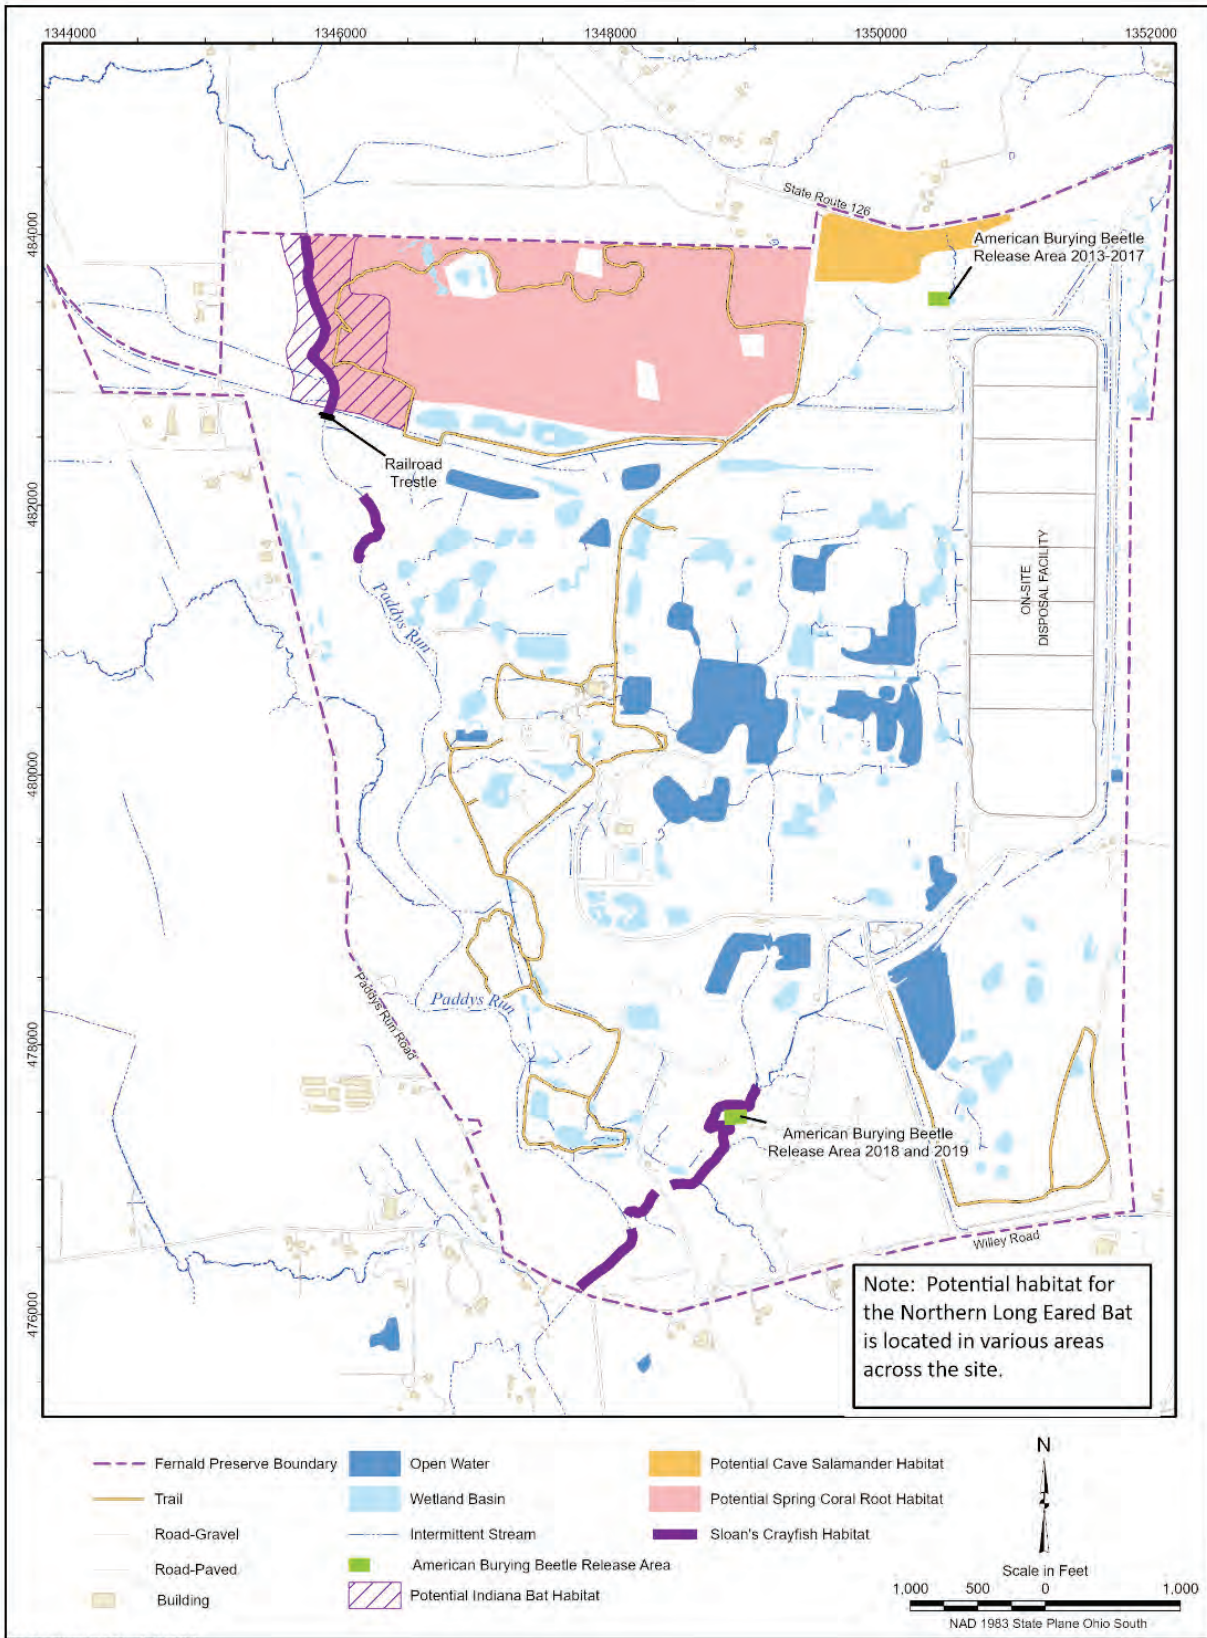 1344000
1346000
1348000
1350000
1352000
484000
482000
480000
478000
476000
State Route 126
American Burying Beetle
Release Area 2013-2017
Railroad
Trestle
ON-SITE
DISPOSAL FACILITY
Paddys Run
Paddys Run
Paddys Run Road
American Burying Beetle
Release Area 2018 and 2019
Willey Road
Note: Potential habitat for
the Northern Long Eared Bat
is located in various areas
across the site.
Fernald Preserve Boundary
Trail
Road-Gravel
Road-Paved
Building
Open Water
Wetland Basin
Intermittent Stream
American Burying Beetle Release Area
Potential Indiana Bat Habitat
Potential Cave Salamander Habitat
Potential Spring Coral Root Habitat
Sloan's Crayfish Habitat
N
Scale in Feet
1,000 500 0 1,000
NAD 1983 State Plane Ohio South